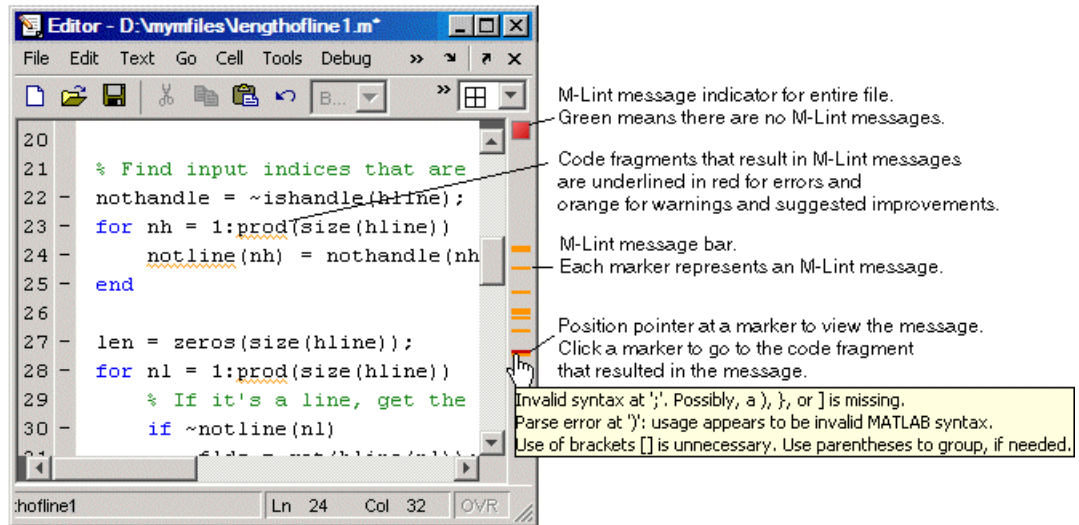 Editor - D:\mymfiles\lengthofline1.m*
File Edit Text Go Cell Tools Debug »
B... »
20
21 % Find input indices that are
22 - nothandle = ~ishandle(hline);
23 - for nh = 1:prod(size(hline))
24 - notline(nh) = nothandle(nh
25 - end
26
27 - len = zeros(size(hline));
28 - for nl = 1:prod(size(hline))
29 % If it's a line, get the
30 - if ~notline(nl)
:hofline1 Ln 24 Col 32 OVR
M-Lint message indicator for entire file.
Green means there are no M-Lint messages.
Code fragments that result in M-Lint messages
are underlined in red for errors and
orange for warnings and suggested improvements.
M-Lint message bar.
Each marker represents an M-Lint message.
Position pointer at a marker to view the message.
Click a marker to go to the code fragment
that resulted in the message.
Invalid syntax at ';'. Possibly, a ), }, or ] is missing.
Parse error at ')': usage appears to be invalid MATLAB syntax.
Use of brackets [] is unnecessary. Use parentheses to group, if needed.